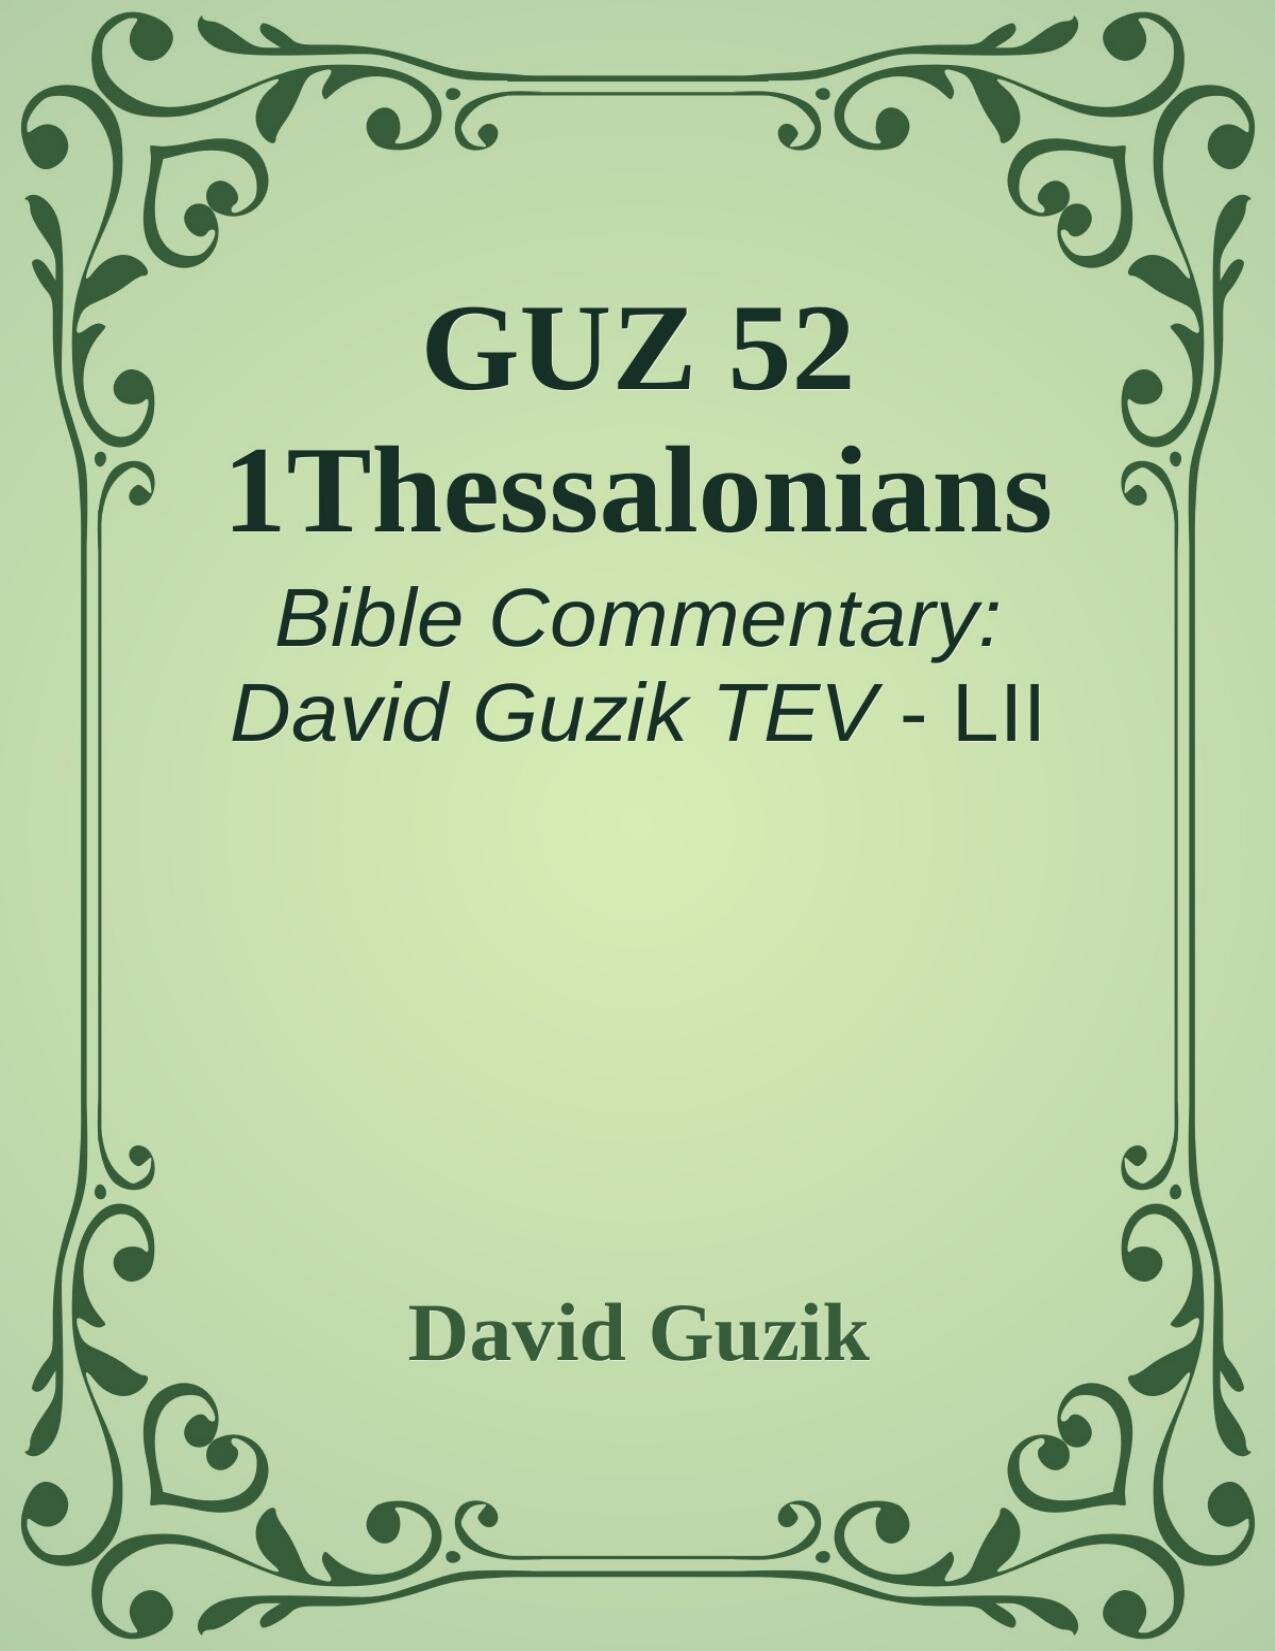 GUZ 52
1Thessalonians
Bible Commentary:
David Guzik TEV - LII
David Guzik